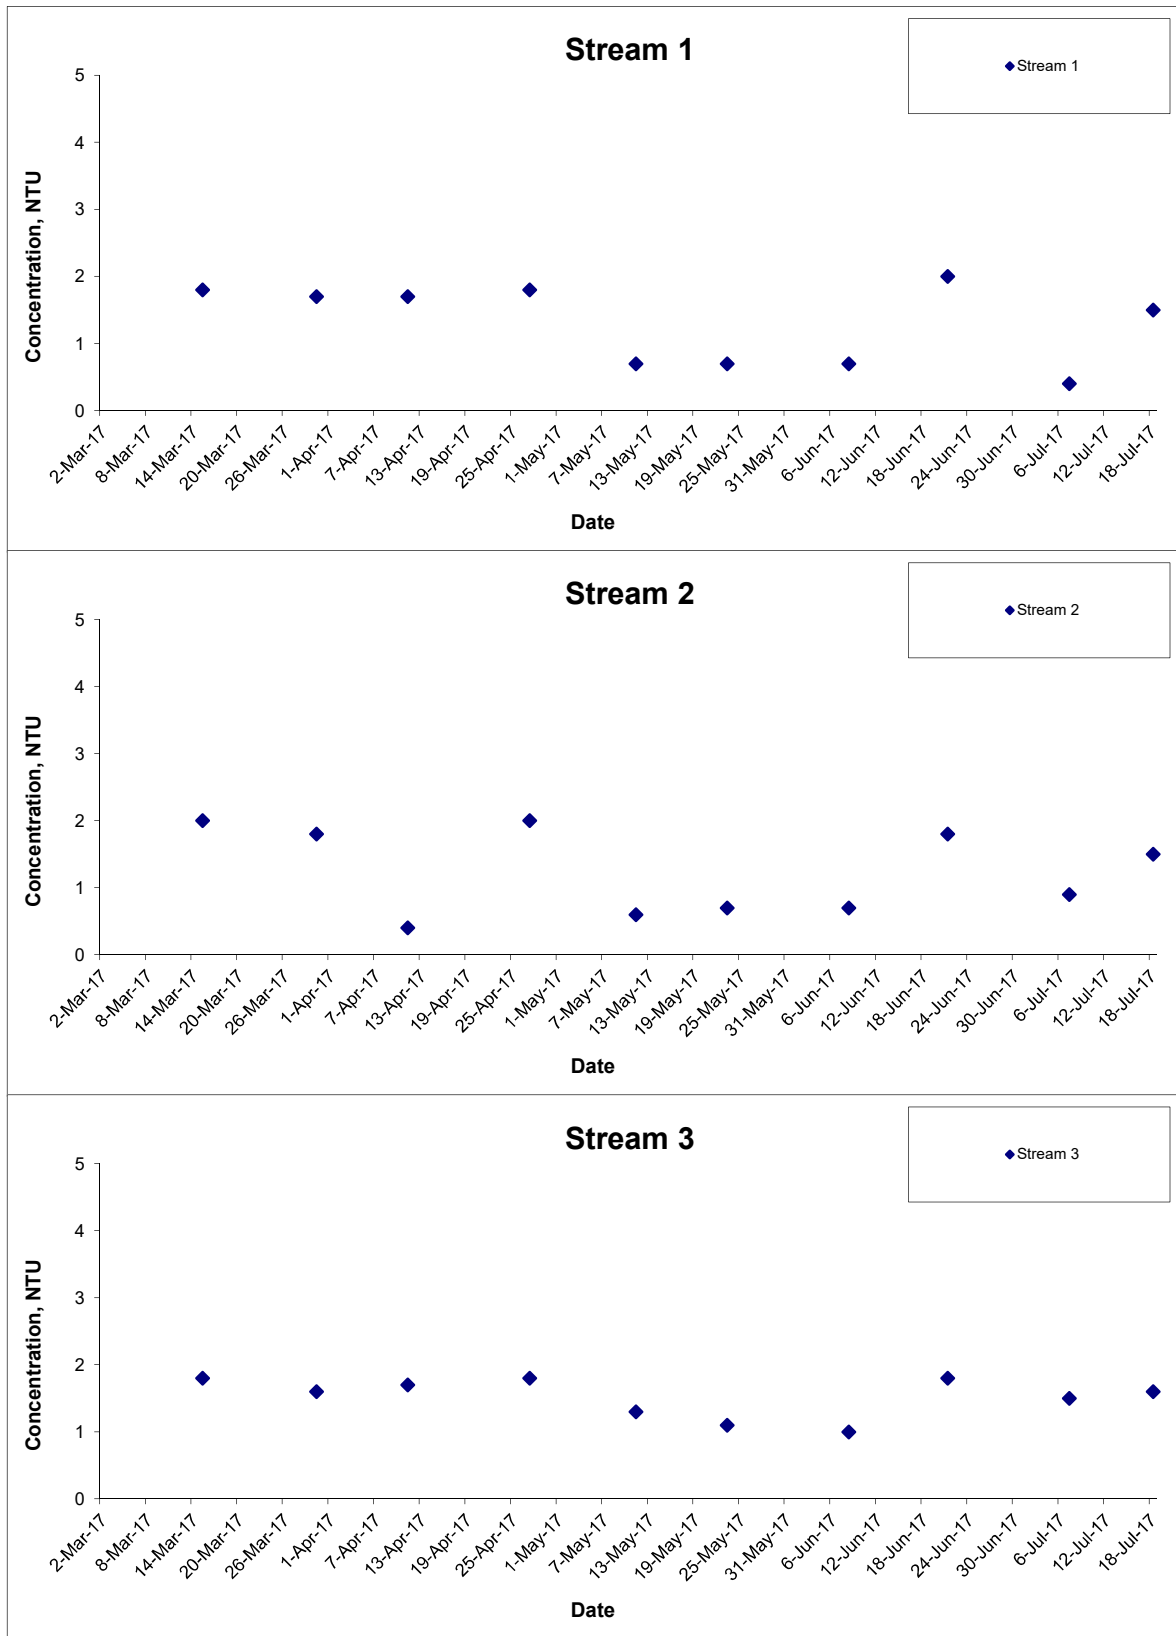 Stream 1
Stream 1
Concentration, NTU
5
4
3
2
1
0
2-Mar-17
8-Mar-17
14-Mar-17
20-Mar-17
26-Mar-17
1-Apr-17
7-Apr-17
13-Apr-17
19-Apr-17
25-Apr-17
1-May-17
7-May-17
13-May-17
19-May-17
25-May-17
31-May-17
6-Jun-17
12-Jun-17
18-Jun-17
24-Jun-17
30-Jun-17
6-Jul-17
12-Jul-17
18-Jul-17
Date
Stream 2
Stream 2
Concentration, NTU
5
4
3
2
1
0
2-Mar-17
8-Mar-17
14-Mar-17
20-Mar-17
26-Mar-17
1-Apr-17
7-Apr-17
13-Apr-17
19-Apr-17
25-Apr-17
1-May-17
7-May-17
13-May-17
19-May-17
25-May-17
31-May-17
6-Jun-17
12-Jun-17
18-Jun-17
24-Jun-17
30-Jun-17
6-Jul-17
12-Jul-17
18-Jul-17
Date
Stream 3
Stream 3
Concentration, NTU
5
4
3
2
1
0
2-Mar-17
8-Mar-17
14-Mar-17
20-Mar-17
26-Mar-17
1-Apr-17
7-Apr-17
13-Apr-17
19-Apr-17
25-Apr-17
1-May-17
7-May-17
13-May-17
19-May-17
25-May-17
31-May-17
6-Jun-17
12-Jun-17
18-Jun-17
24-Jun-17
30-Jun-17
6-Jul-17
12-Jul-17
18-Jul-17
Date